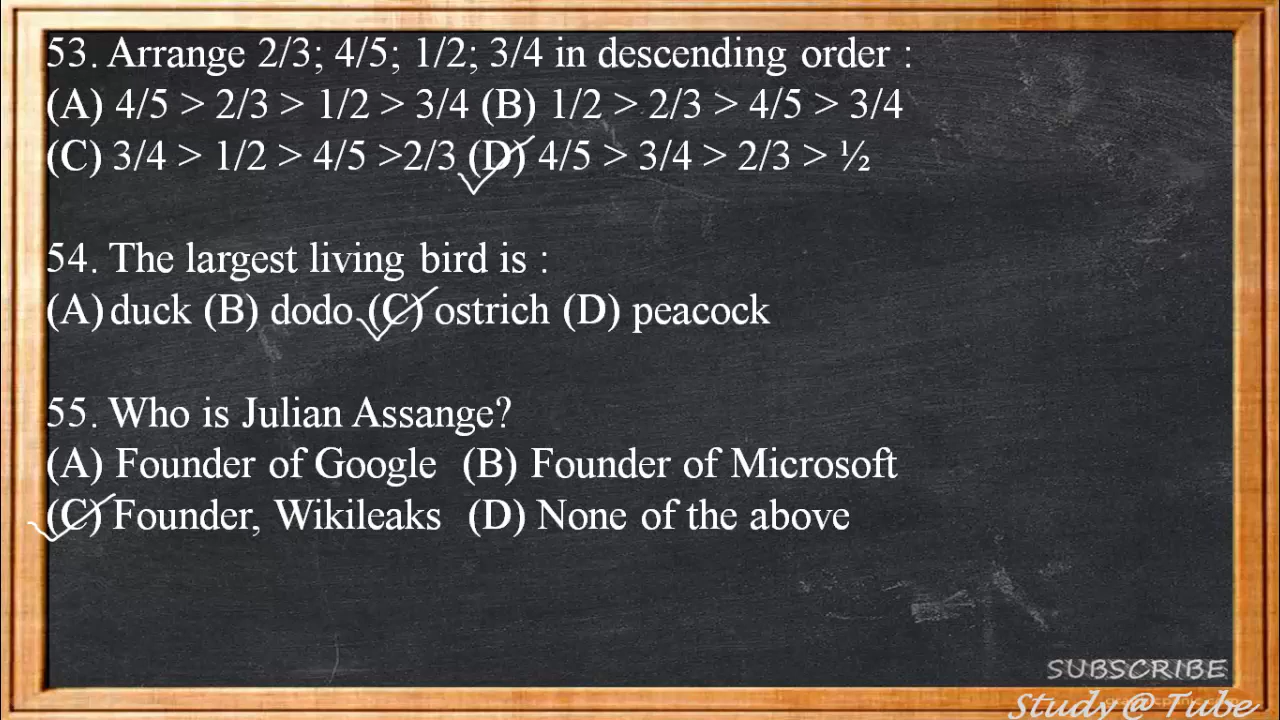 53. Arrange 2/3; 4/5; 1/2; 3/4 in descending order :
(A) 4/5 > 2/3 > 1/2 > 3/4 (B) 1/2 > 2/3 > 4/5 > 3/4
(C) 3/4 > 1/2 > 4/5 >2/3 (D) 4/5 > 3/4 > 2/3 > ½
54. The largest living bird is :
(A) duck (B) dodo (C) ostrich (D) peacock
55. Who is Julian Assange?
(A) Founder of Google (B) Founder of Microsoft
(C) Founder, Wikileaks (D) None of the above
SUBSCRIBE
Study@Tube